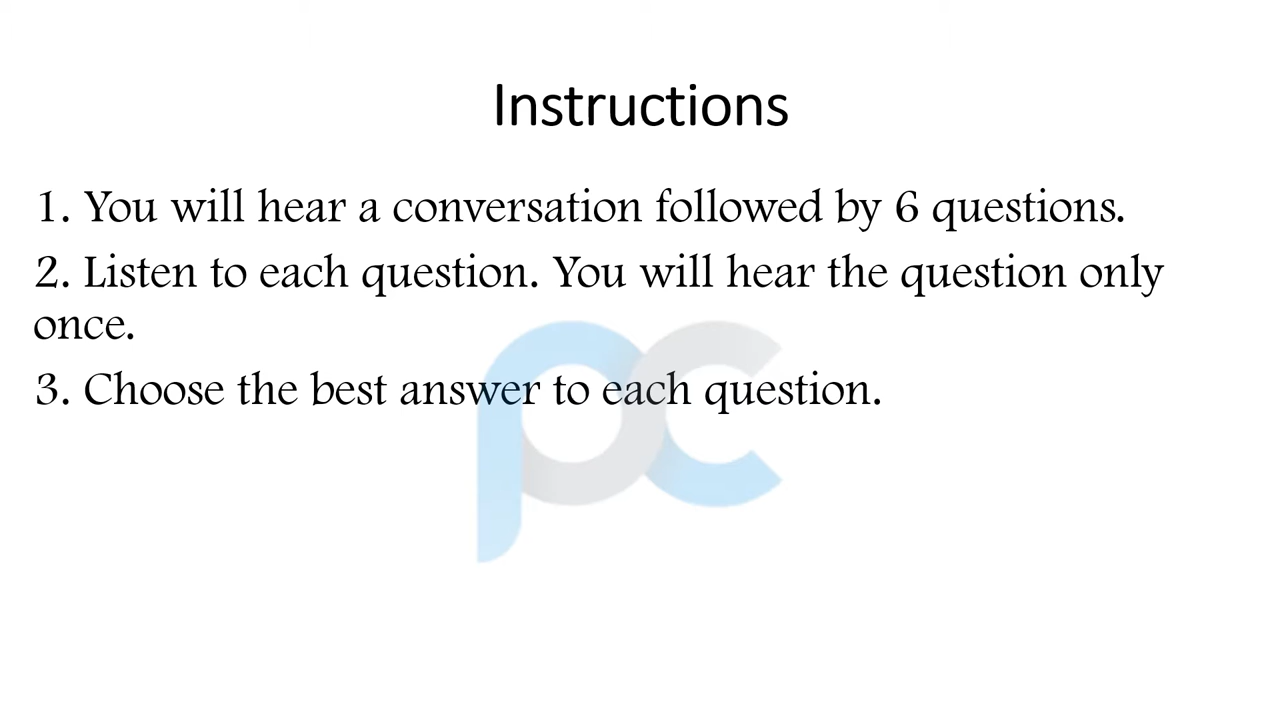 Instructions
1. You will hear a conversation followed by 6 questions.
2. Listen to each question. You will hear the question only
once.
3. Choose the best answer to each question.
pc